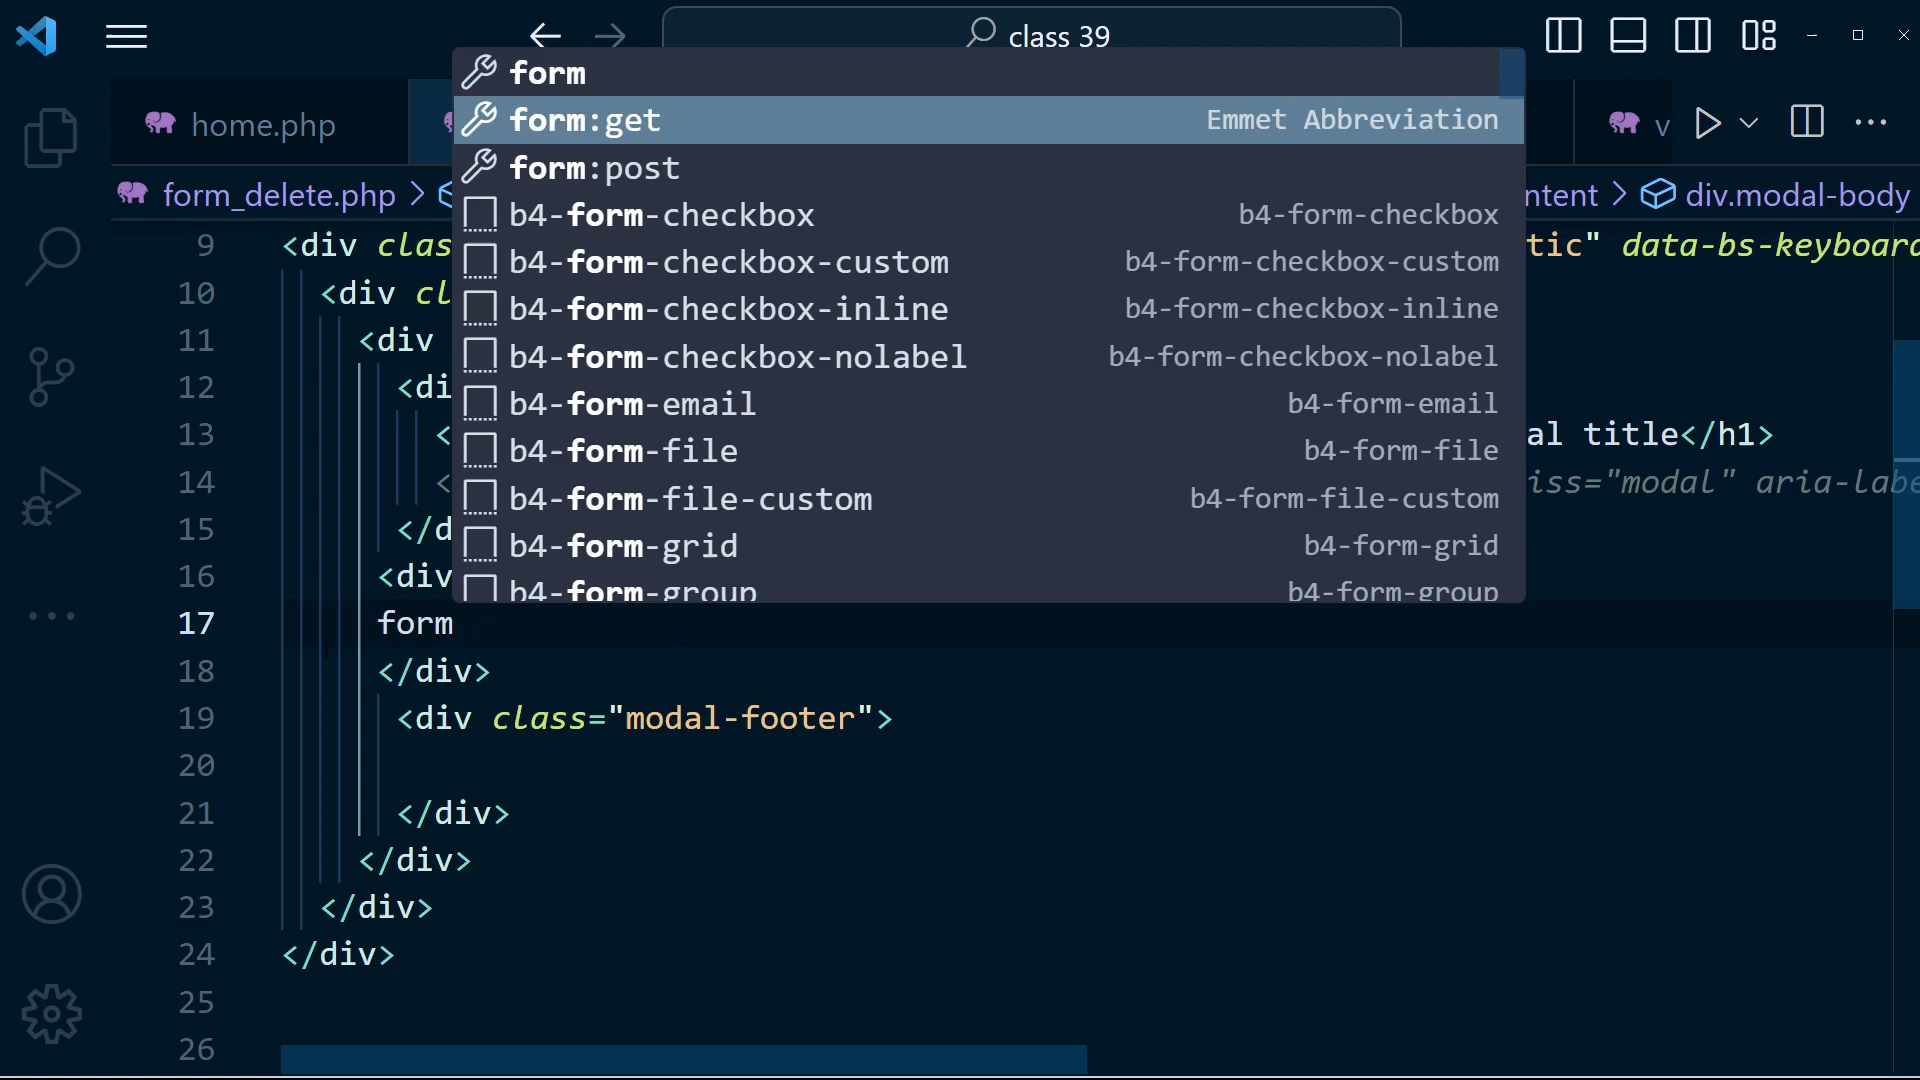 class 39
home.php
v
form_delete.php
ntent
div.modal-body
form
form:get Emmet Abbreviation
form:post
b4-form-checkbox b4-form-checkbox
b4-form-checkbox-custom b4-form-checkbox-custom
b4-form-checkbox-inline b4-form-checkbox-inline
b4-form-checkbox-nolabel b4-form-checkbox-nolabel
b4-form-email b4-form-email
b4-form-file b4-form-file
b4-form-file-custom b4-form-file-custom
b4-form-grid b4-form-grid
b4-form-group b4-form-group
9 <div clas tic" data-bs-keyboard
10 <div cl
11 <div
12 <di
13 < al title</h1>
14 < iss="modal" aria-labe
15 </d
16 <div
17 form
18 </div>
19 <div class="modal-footer">
20
21 </div>
22 </div>
23 </div>
24 </div>
25
26